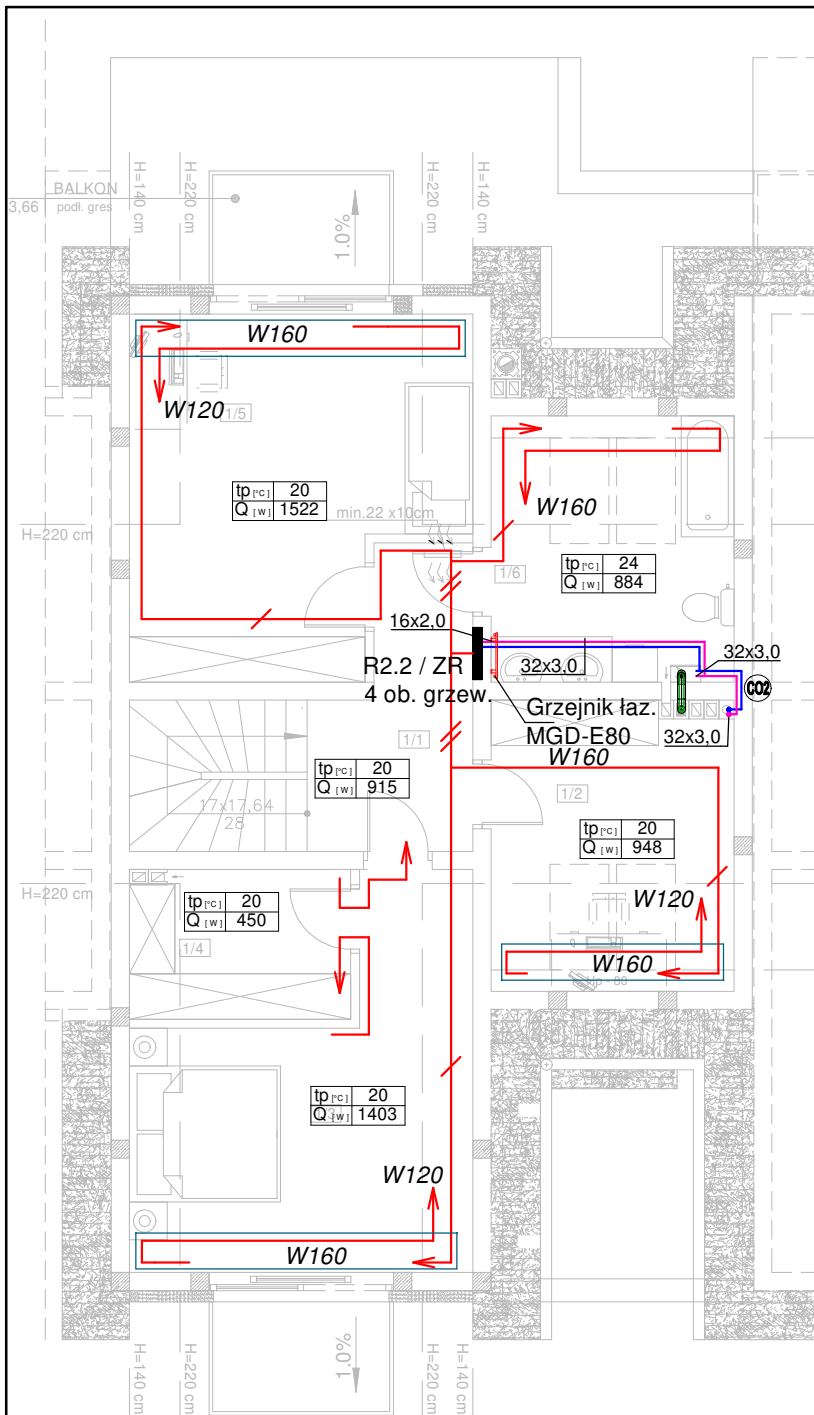 H=140 cm
H=220 cm
H=220 cm
H=140 cm
BALKON
3,66 podł. gres
1.0%
W160
W120
1/5
tp [°C] 20
Q [W] 1522
min.22 x10cm
H=220 cm
W160
1/6
tp [°C] 24
Q [W] 884
16x2,0
R2.2 / ZR
4 ob. grzew.
32x3,0
32x3,0
CO2
Grzejnik łaz.
MGD-E80
32x3,0
1/1
W160
tp [°C] 20
Q [W] 915
17x17,64
28
1/2
tp [°C] 20
Q [W] 948
H=220 cm
tp [°C] 20
Q [W] 450
1/4
W120
W160
80
tp [°C] 20
Q [W] 1403
W120
W160
1.0%
H=140 cm
H=220 cm
H=220 cm
H=140 cm